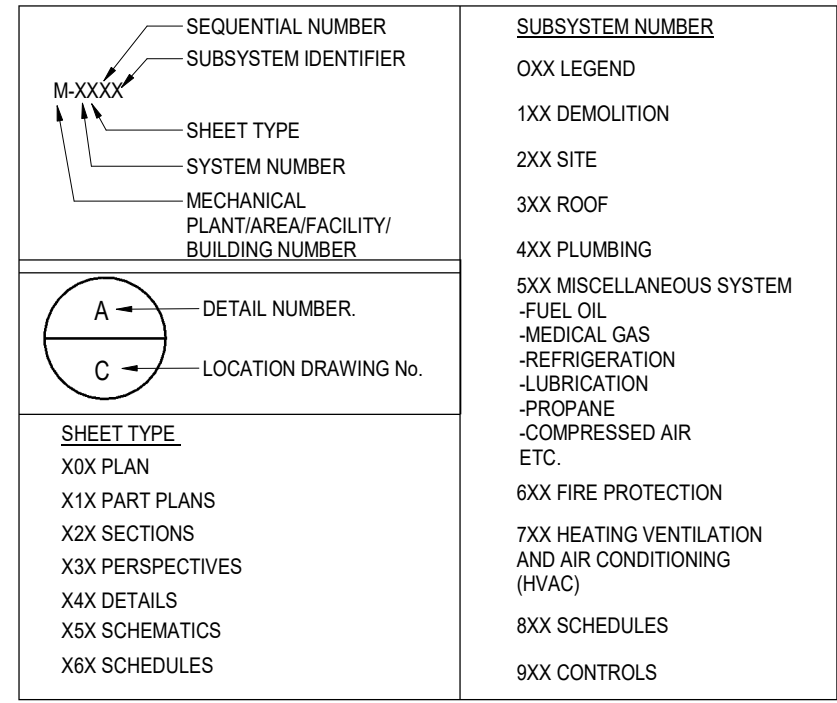 SEQUENTIAL NUMBER
SUBSYSTEM IDENTIFIER
M-XXXX
SHEET TYPE
SYSTEM NUMBER
MECHANICAL
PLANT/AREA/FACILITY/
BUILDING NUMBER
A
DETAIL NUMBER.
C
LOCATION DRAWING No.
SHEET TYPE
X0X PLAN
X1X PART PLANS
X2X SECTIONS
X3X PERSPECTIVES
X4X DETAILS
X5X SCHEMATICS
X6X SCHEDULES
SUBSYSTEM NUMBER
OXX LEGEND
1XX DEMOLITION
2XX SITE
3XX ROOF
4XX PLUMBING
5XX MISCELLANEOUS SYSTEM
-FUEL OIL
-MEDICAL GAS
-REFRIGERATION
-LUBRICATION
-PROPANE
-COMPRESSED AIR
ETC.
6XX FIRE PROTECTION
7XX HEATING VENTILATION
AND AIR CONDITIONING
(HVAC)
8XX SCHEDULES
9XX CONTROLS